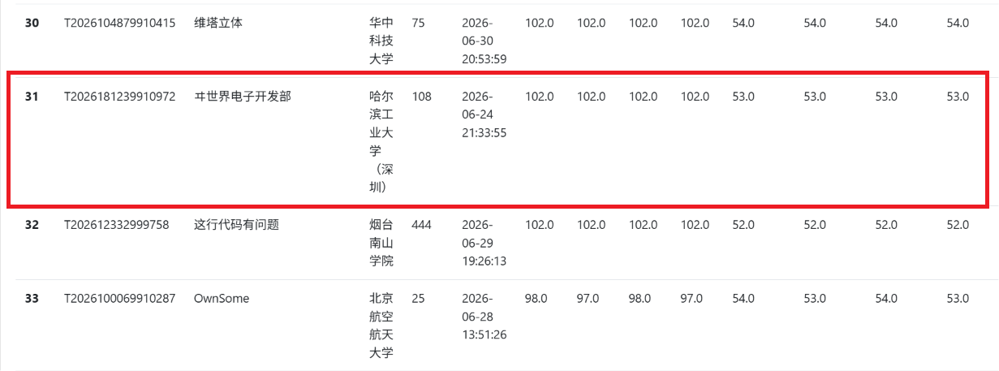 30 T2026104879910415 维塔立体 华中 75 2026- 102.0 102.0 102.0 102.0 54.0 54.0 54.0 54.0
科技 06-30
大学 20:53:59
31 T2026181239910972 ヰ世界电子开发部 哈尔 108 2026- 102.0 102.0 102.0 102.0 53.0 53.0 53.0 53.0
滨工 06-24
业大 21:33:55
学
（深
圳）
32 T202612332999758 这行代码有问题 烟台 444 2026- 102.0 102.0 102.0 102.0 52.0 52.0 52.0 52.0
南山 06-29
学院 19:26:13
33 T2026100069910287 OwnSome 北京 25 2026- 98.0 97.0 98.0 97.0 54.0 53.0 54.0 53.0
航空 06-28
航天 13:51:26
大学